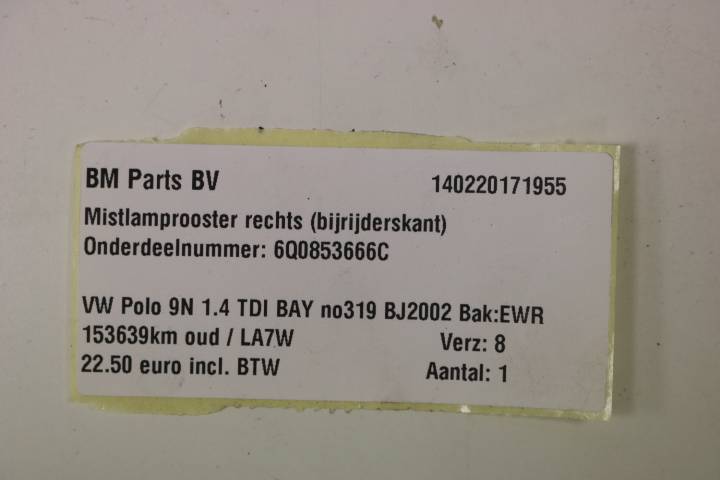 BM Parts BV 140220171955
Mistlamprooster rechts (bijrijderskant)
Onderdeelnummer: 6Q0853666C
VW Polo 9N 1.4 TDI BAY no319 BJ2002 Bak:EWR
153639km oud / LA7W Verz: 8
22.50 euro incl. BTW Aantal: 1